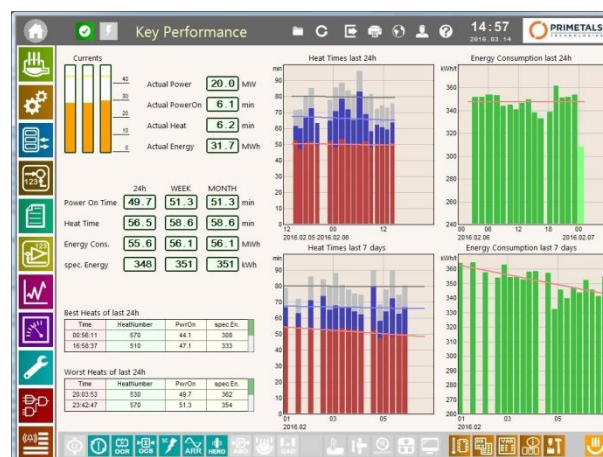 Key Performance
14:57
2016.03.14
PRIMETALS
TECHNOLOGIES
Currents
40
30
20
10
0
Actual Power 20.0 MW
Actual PowerOn 6.1 min
Actual Heat 6.2 min
Actual Energy 31.7 MWh
24h WEEK MONTH
Power On Time 49.7 51.3 51.3 min
Heat Time 56.5 58.6 58.6 min
Energy Cons. 55.6 56.1 56.1 MWh
spec. Energy 348 351 351 kWh
Best Heats of last 24h
Time HeatNumber PwrOn spec.En.
00:58:11 570 44.1 308
16:58:37 510 47.1 333
Worst Heats of last 24h
Time HeatNumber PwrOn spec.En.
20:03:53 530 49.7 362
23:42:47 570 51.3 354
Heat Times last 24h
min
90
80
70
60
50
40
30
20
10
0
12 00 12
2016.02.05 2016.02.06
Energy Consumption last 24h
kWh/t
360
340
320
300
280
260
240
00 06 12 18 00
2016.02.06 2016.02.07
Heat Times last 7 days
min
90
80
70
60
50
40
30
20
10
0
01 03 05
2016.02
Energy Consumption last 7 days
kWh/t
360
350
340
330
320
310
300
290
280
270
260
01 03 05
2016.02
123
123
OCR OCS SC ARR HERO